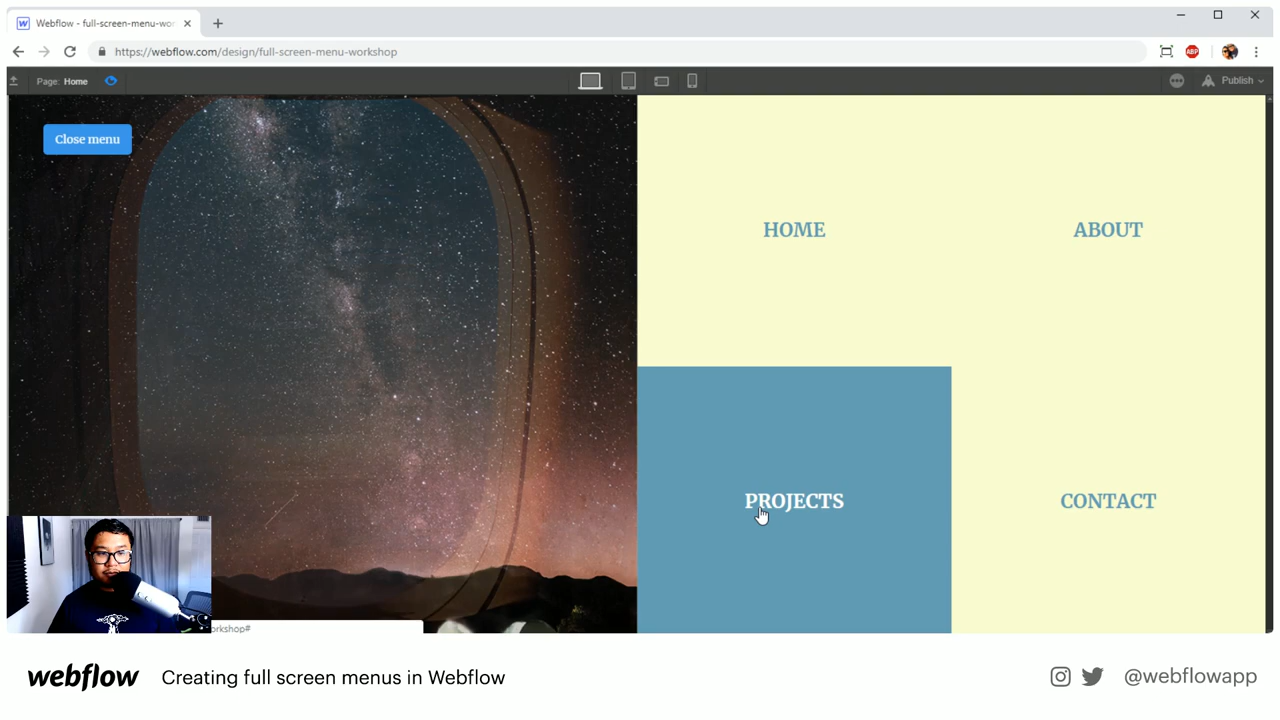 Webflow - full-screen-menu-wor
https://webflow.com/design/full-screen-menu-workshop
ABP
Page: Home
Publish
Close menu
HOME
ABOUT
PROJECTS
CONTACT
orkshop#
webflow
Creating full screen menus in Webflow
@webflowapp